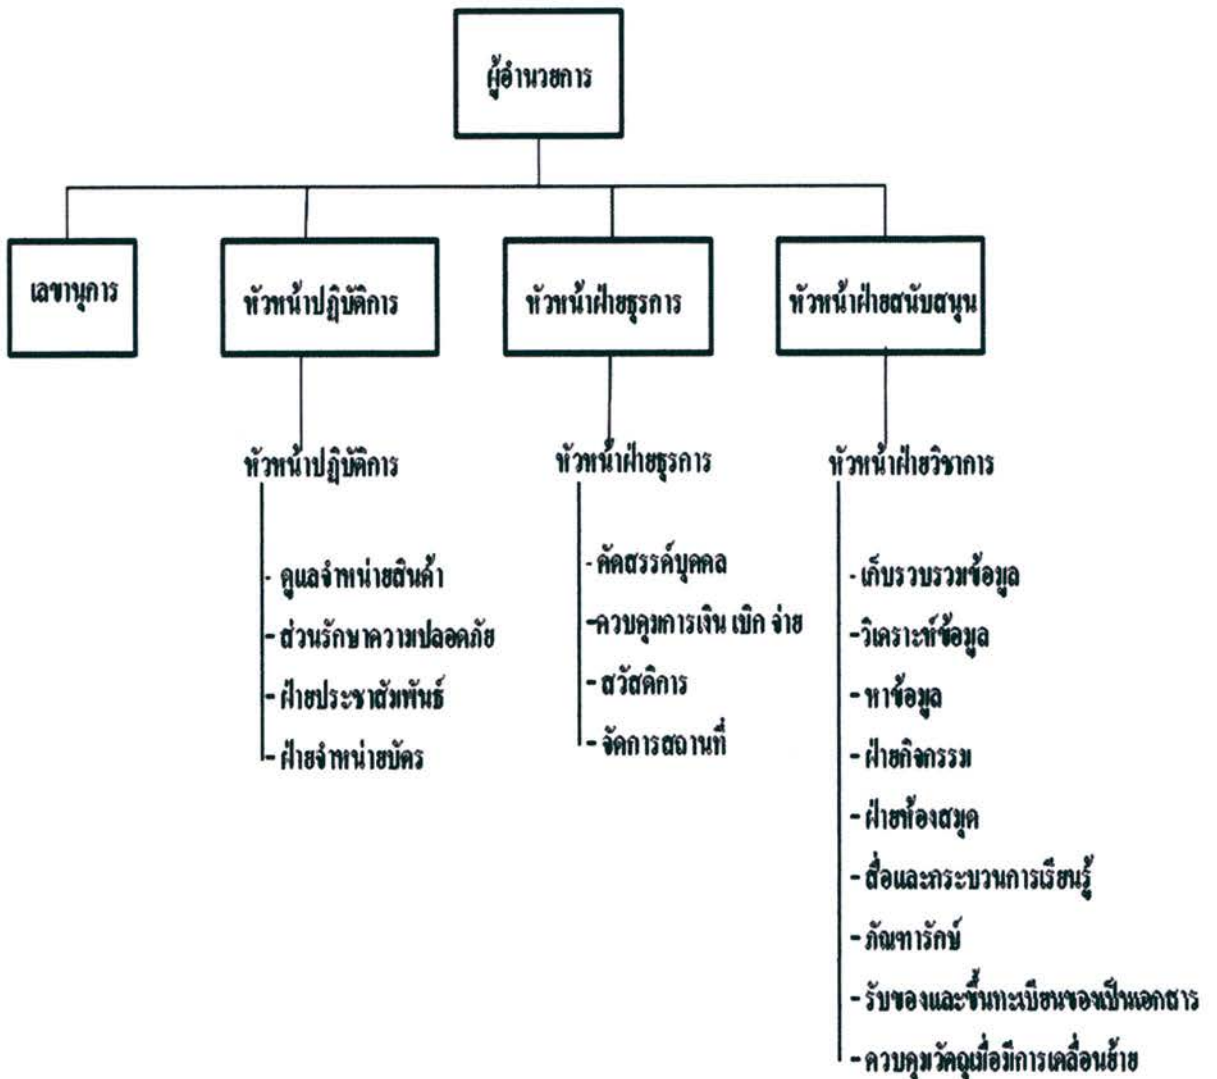 ผู้อำนวยการ
เลขานุการ
หัวหน้าปฏิบัติการ
หัวหน้าฝ่ายธุรการ
หัวหน้าฝ่ายสนับสนุน
หัวหน้าปฏิบัติการ
- ดูแลจำหน่ายสินค้า
- ส่วนรักษาความปลอดภัย
- ฝ่ายประชาสัมพันธ์
- ฝ่ายจำหน่ายบัตร
หัวหน้าฝ่ายธุรการ
- คัดสรรค์บุคคล
- ควบคุมการเงิน เบิก จ่าย
- สวัสดิการ
- จัดการสถานที่
หัวหน้าฝ่ายวิชาการ
- เก็บรวบรวมข้อมูล
- วิเคราะห์ข้อมูล
- หาข้อมูล
- ฝ่ายกิจกรรม
- ฝ่ายห้องสมุด
- สื่อและกระบวนการเรียนรู้
- ภัณฑารักษ์
- รับของและขึ้นทะเบียนของเป็นเอกสาร
- ควบคุมวัตถุเมื่อมีการเคลื่อนย้าย